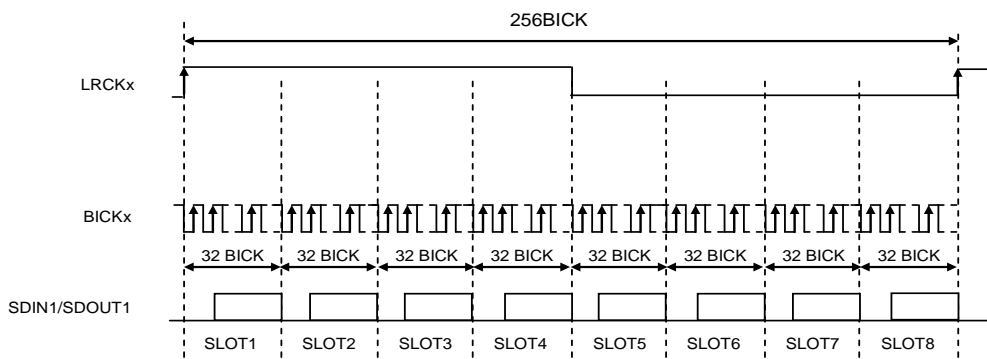 256BICK
LRCKx
BICKx
32 BICK 32 BICK 32 BICK 32 BICK 32 BICK 32 BICK 32 BICK 32 BICK
SDIN1/SDOUT1
SLOT1 SLOT2 SLOT3 SLOT4 SLOT5 SLOT6 SLOT7 SLOT8